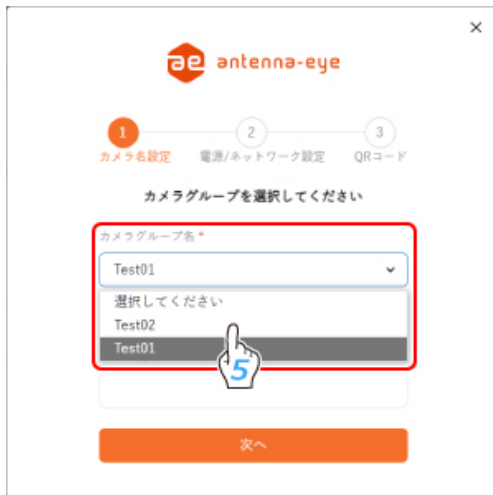 ×
ae antenna-eye
1 2 3
カメラ名設定 電源/ネットワーク設定 QRコード
カメラグループを選択してください
カメラグループ名 *
Test01
選択してください
Test02
Test01
5
次へ